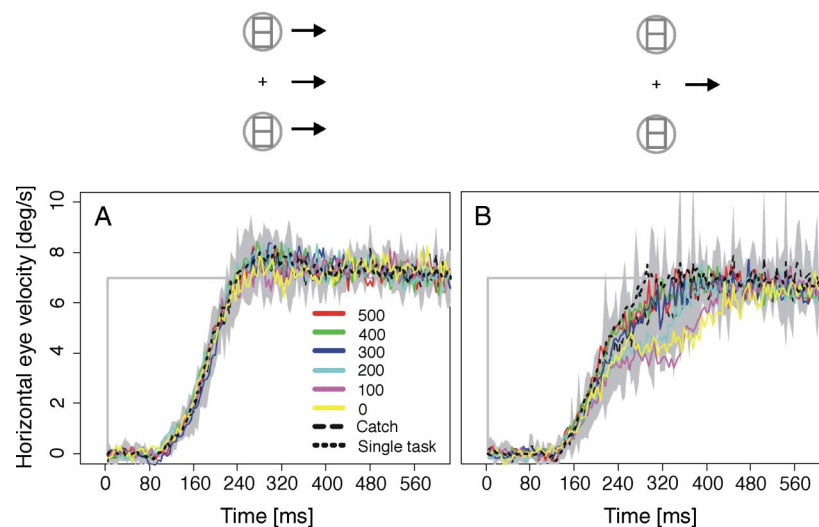 A
B
Horizontal eye velocity [deg/s]
10
8
6
4
2
0
500
400
300
200
100
0
Catch
Single task
0 80 160 240 320 400 480 560
0 80 160 240 320 400 480 560
Time [ms]
Time [ms]